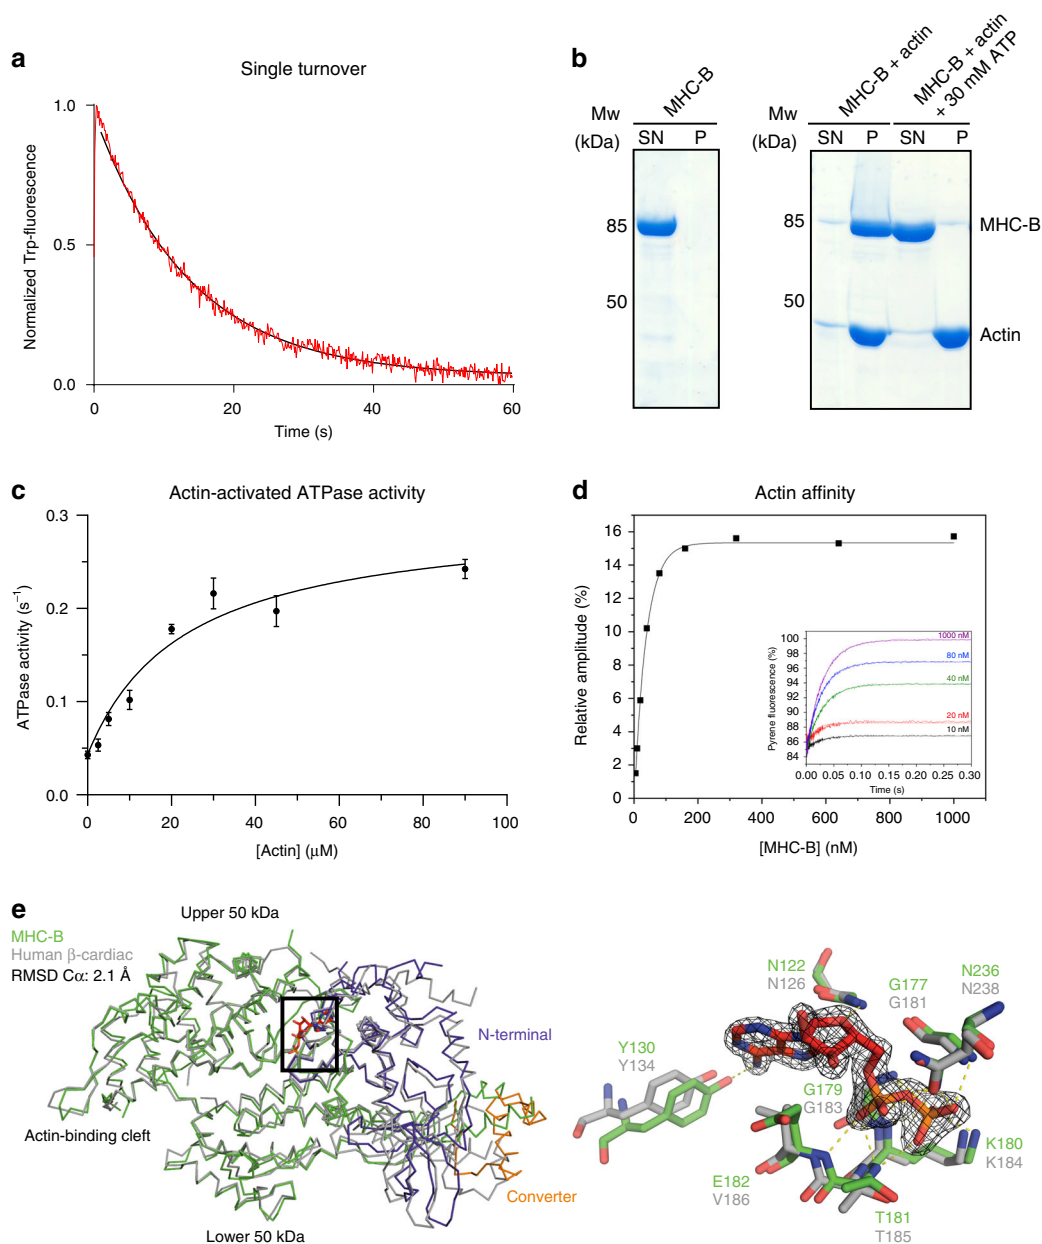 a
Single turnover
Normalized Trp-fluorescence
1.0
0.5
0.0
0 20 40 60
Time (s)
b
Mw
(kDa)
MHC-B
SN P
85
50
Mw
(kDa)
MHC-B + actin
MHC-B + actin
+ 30 mM ATP
SN P SN P
85
50
MHC-B
Actin
c
Actin-activated ATPase activity
ATPase activity (s⁻¹)
0.3
0.2
0.1
0.0
0 20 40 60 80 100
[Actin] (μM)
d
Actin affinity
Relative amplitude (%)
16
14
12
10
8
6
4
2
0
0 200 400 600 800 1000
[MHC-B] (nM)
Pyrene fluorescence (%)
100
98
96
94
92
90
88
86
84
1000 nM
80 nM
40 nM
20 nM
10 nM
0.00 0.05 0.10 0.15 0.20 0.25 0.30
Time (s)
e
MHC-B
Human β-cardiac
RMSD Cα: 2.1 Å
Upper 50 kDa
N-terminal
Actin-binding cleft
Converter
Lower 50 kDa
N122
N126
G177
G181
N236
N238
Y130
Y134
G179
G183
K180
K184
E182
V186
T181
T185